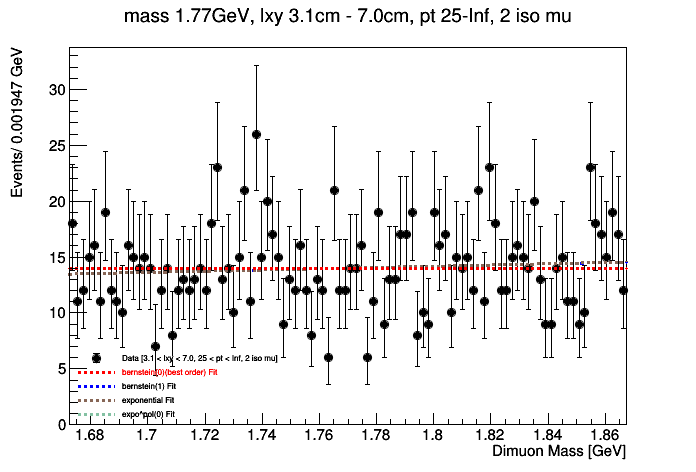 mass 1.77GeV, lxy 3.1cm - 7.0cm, pt 25-Inf, 2 iso mu
Events/ 0.001947 GeV
30
25
20
15
10
5
0
Data [3.1 < lxy < 7.0, 25 < pt < Inf, 2 iso mu]
bernstein(0)(best order) Fit
bernstein(1) Fit
exponential Fit
expo*pol(0) Fit
1.68 1.7 1.72 1.74 1.76 1.78 1.8 1.82 1.84 1.86
Dimuon Mass [GeV]